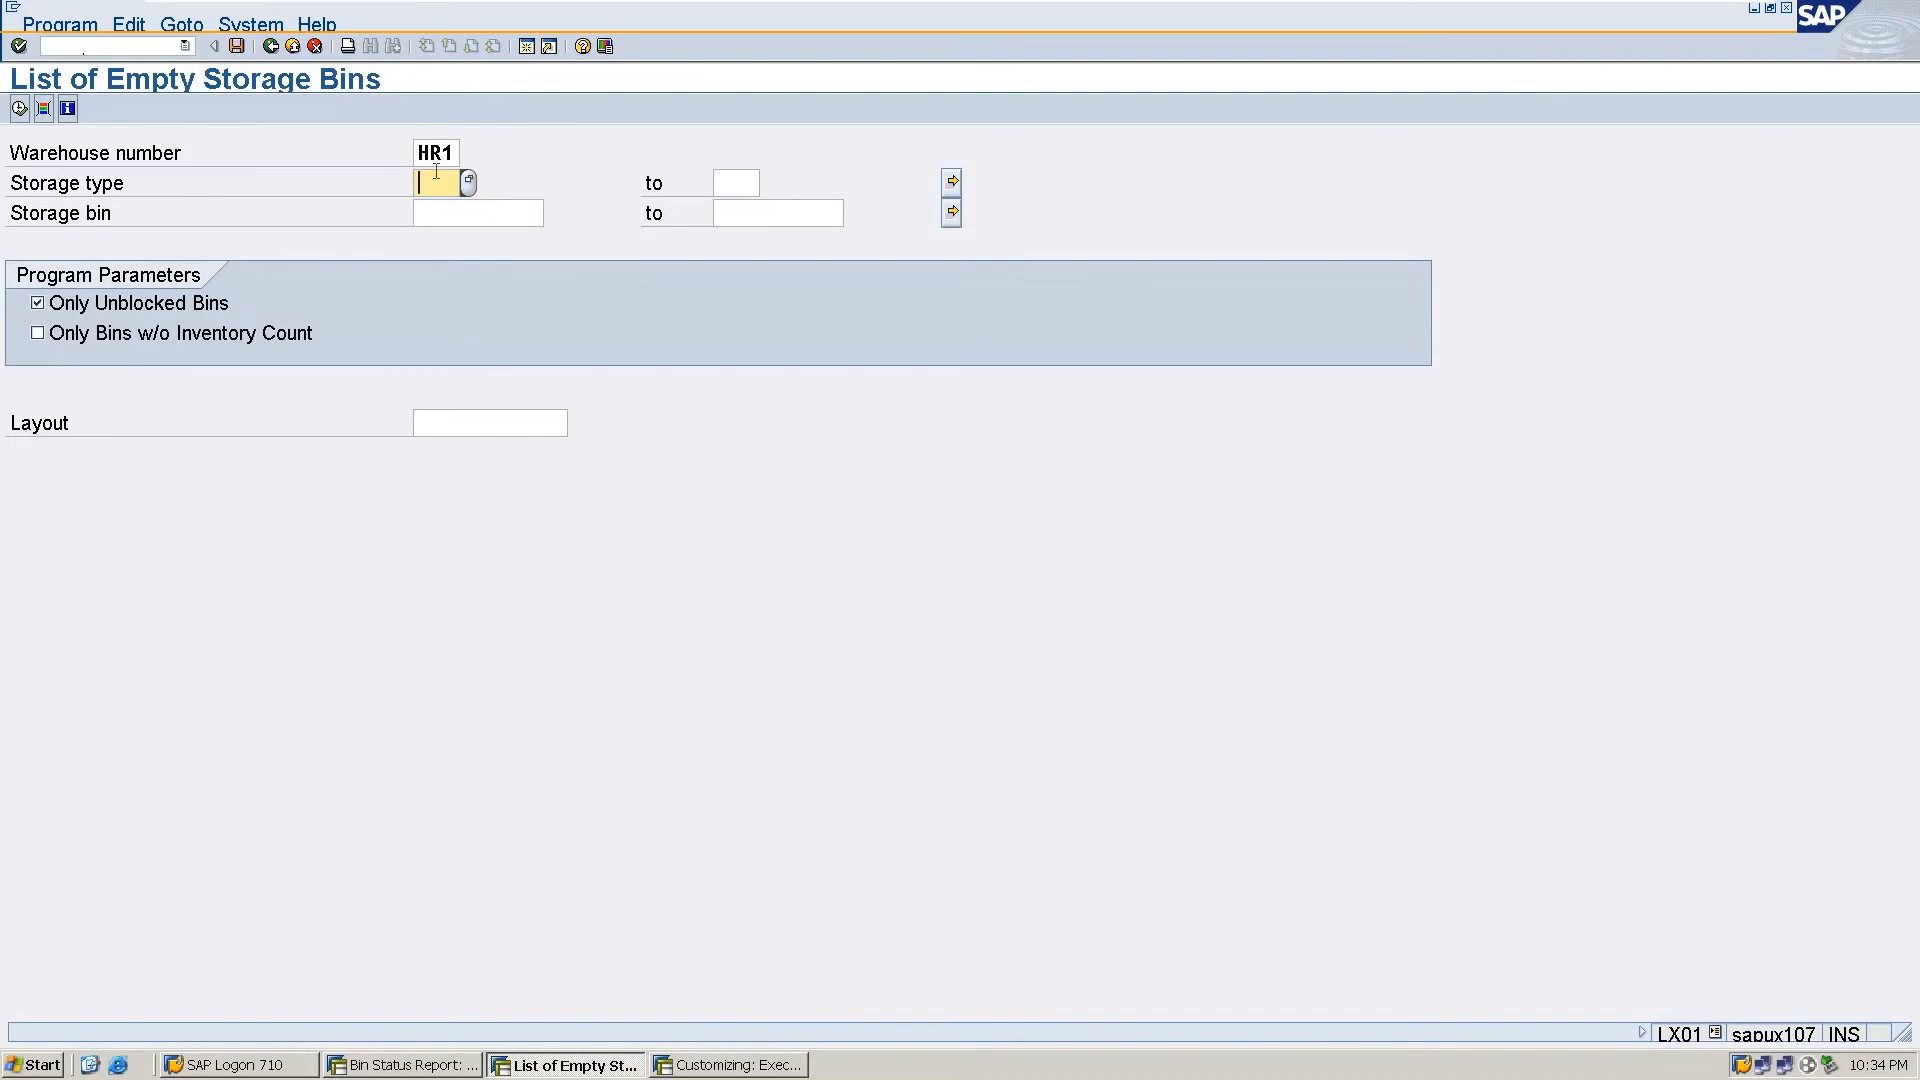 Program Edit Goto System Help
SAP
List of Empty Storage Bins
Warehouse number HR1
Storage type to
Storage bin to
Program Parameters
Only Unblocked Bins
Only Bins w/o Inventory Count
Layout
LX01 sapux107 INS
Start SAP Logon 710 Bin Status Report: ... List of Empty St... Customizing: Exec... 10:34 PM